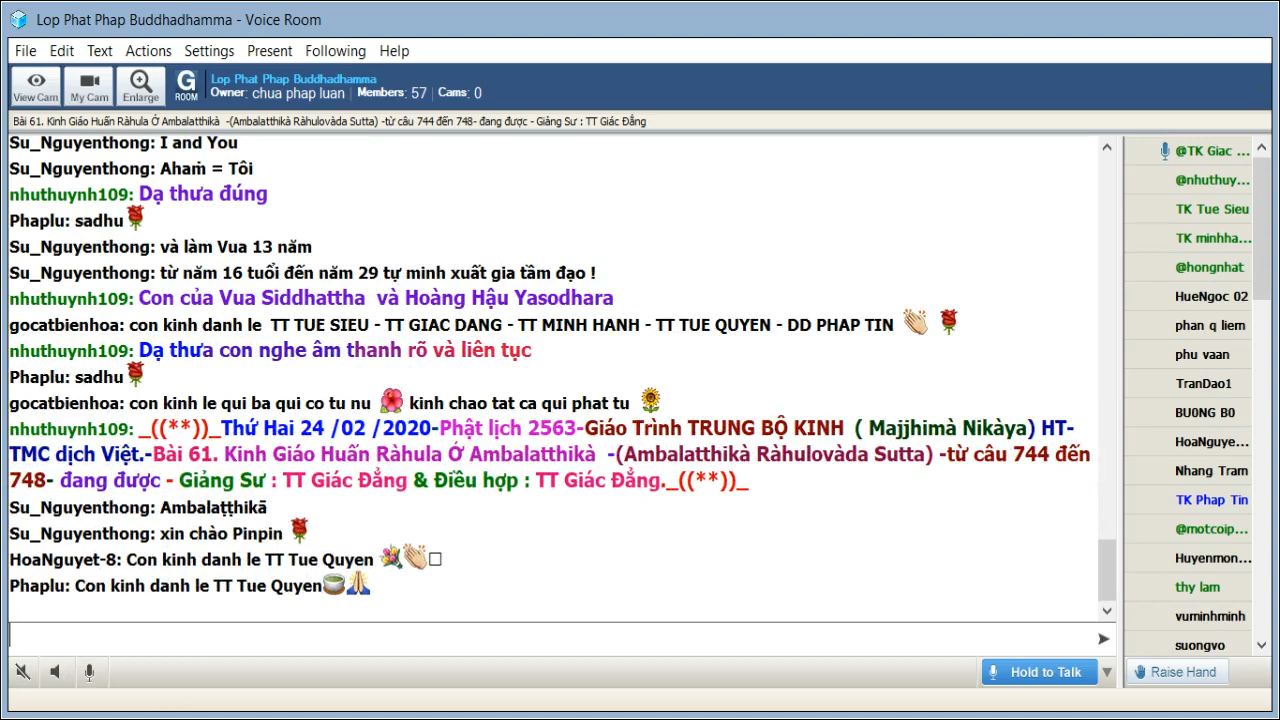 Lop Phat Phap Buddhadhamma - Voice Room
File Edit Text Actions Settings Present Following Help
View Cam My Cam Enlarge G ROOM
Lop Phat Phap Buddhadhamma
Owner: chua phap luan Members: 57 Cams: 0
Bài 61. Kinh Giáo Huấn Ràhula Ở Ambalatthikà -(Ambalatthikà Ràhulovàda Sutta) -từ câu 744 đến 748- đang được - Giảng Sư : TT Giác Đẳng
Su_Nguyenthong: I and You
Su_Nguyenthong: Ahaṁ = Tôi
nhuthuynh109: Dạ thưa đúng
Phaplu: sadhu
Su_Nguyenthong: và làm Vua 13 năm
Su_Nguyenthong: từ năm 16 tuổi đến năm 29 tự minh xuất gia tầm đạo !
nhuthuynh109: Con của Vua Siddhattha và Hoàng Hậu Yasodhara
gocatbienhoa: con kinh danh le TT TUE SIEU - TT GIAC DANG - TT MINH HANH - TT TUE QUYEN - DD PHAP TIN
nhuthuynh109: Dạ thưa con nghe âm thanh rõ và liên tục
Phaplu: sadhu
gocatbienhoa: con kinh le qui ba qui co tu nu kinh chao tat ca qui phat tu
nhuthuynh109: _((**))_Thứ Hai 24 /02 /2020-Phật lịch 2563-Giáo Trình TRUNG BỘ KINH ( Majjhimà Nikàya) HT-
TMC dịch Việt.-Bài 61. Kinh Giáo Huấn Ràhula Ở Ambalatthikà -(Ambalatthikà Ràhulovàda Sutta) -từ câu 744 đến
748- đang được - Giảng Sư : TT Giác Đẳng & Điều hợp : TT Giác Đẳng._((**))_
Su_Nguyenthong: Ambalaṭṭhikā
Su_Nguyenthong: xin chào Pinpin
HoaNguyet-8: Con kinh danh le TT Tue Quyen
Phaplu: Con kinh danh le TT Tue Quyen
@TK Giac ...
@nhuthuy...
TK Tue Sieu
TK minhha...
@hongnhat
HueNgoc 02
phan q liem
phu vaan
TranDao1
BU0NG B0
HoaNguye...
Nhang Tram
TK Phap Tin
@motcoip...
Huyenmon...
thy lam
vuminhminh
suongvo
Hold to Talk
Raise Hand